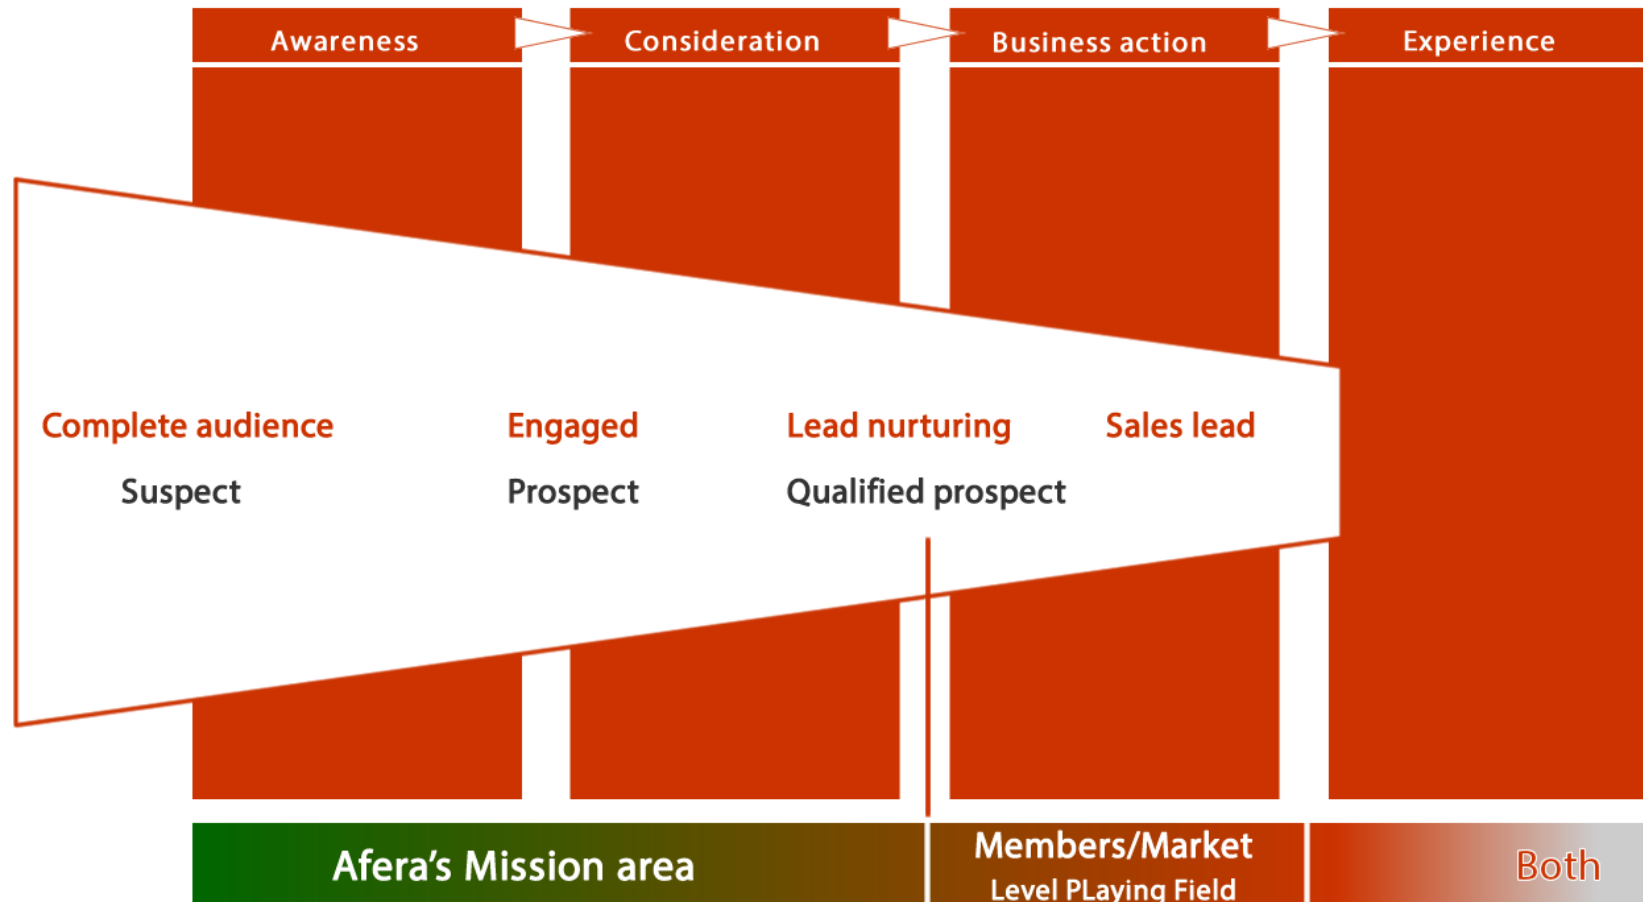 Awareness
Consideration
Business action
Experience
Complete audience
Engaged
Lead nurturing
Sales lead
Suspect
Prospect
Qualified prospect
Afera’s Mission area
Members/Market
Level PLaying Field
Both